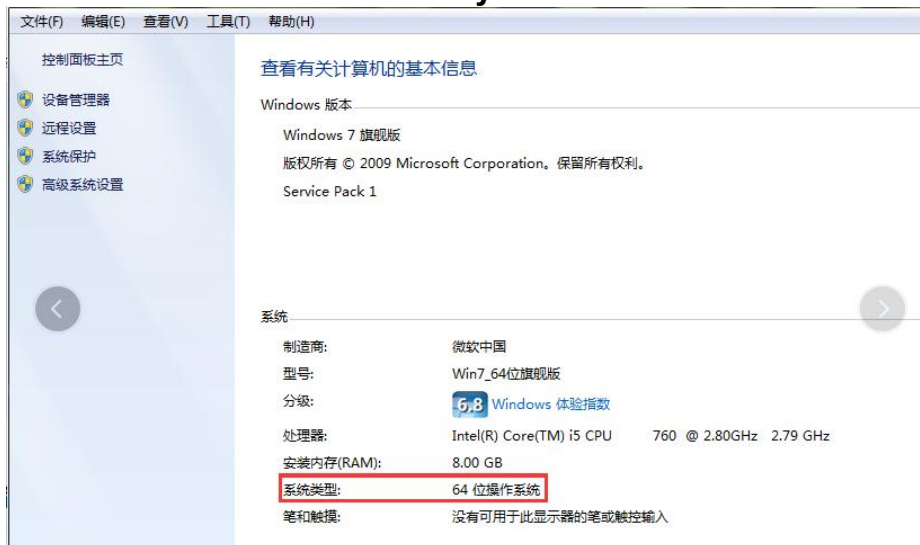 y
文件(F) 编辑(E) 查看(V) 工具(T) 帮助(H)
控制面板主页
设备管理器
远程设置
系统保护
高级系统设置
查看有关计算机的基本信息
Windows 版本
Windows 7 旗舰版
版权所有 © 2009 Microsoft Corporation。保留所有权利。
Service Pack 1
系统
制造商: 微软中国
型号: Win7_64位旗舰版
分级: 6.8 Windows 体验指数
处理器: Intel(R) Core(TM) i5 CPU 760 @ 2.80GHz 2.79 GHz
安装内存(RAM): 8.00 GB
系统类型: 64 位操作系统
笔和触摸: 没有可用于此显示器的笔或触控输入